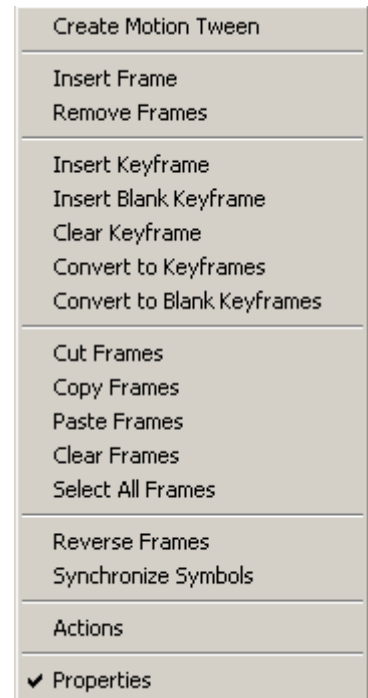 Create Motion Tween
Insert Frame
Remove Frames
Insert Keyframe
Insert Blank Keyframe
Clear Keyframe
Convert to Keyframes
Convert to Blank Keyframes
Cut Frames
Copy Frames
Paste Frames
Clear Frames
Select All Frames
Reverse Frames
Synchronize Symbols
Actions
Properties